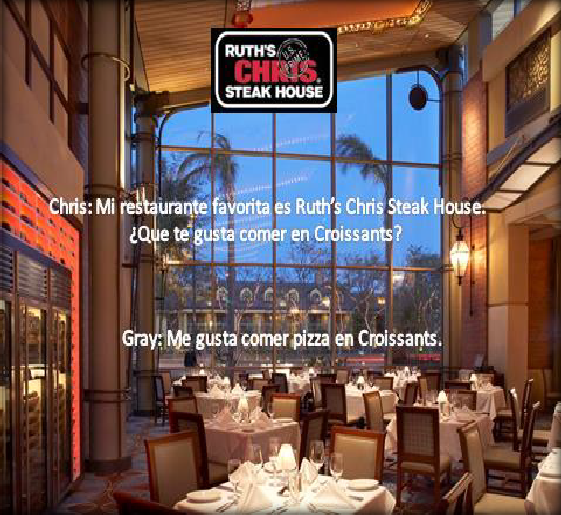 RUTH'S
CHRIS
STEAK HOUSE
Chris: Mi restaurante favorita es Ruth's Chris Steak House.
¿Que te gusta comer en Croissants?
Gray: Me gusta comer pizza en Croissants.